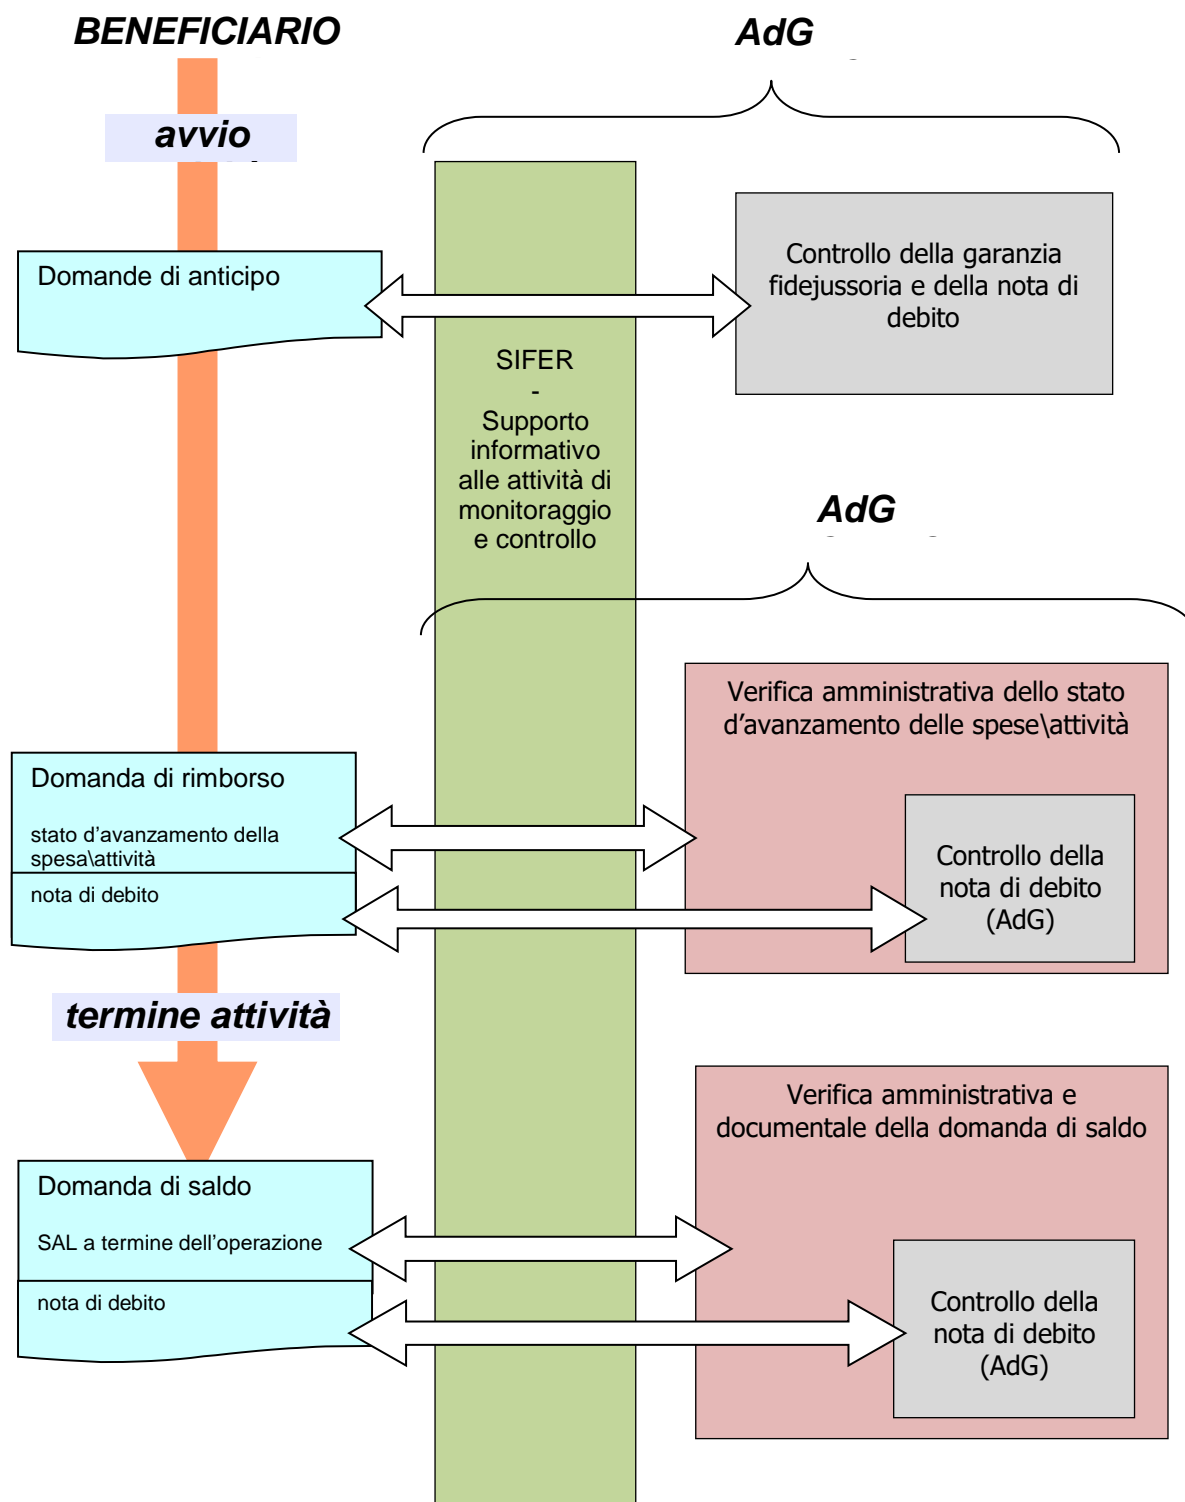 BENEFICIARIO
AdG
avvio
Domande di anticipo
Controllo della garanzia
fidejussoria e della nota di
debito
SIFER
-
Supporto
informativo
alle attività di
monitoraggio
e controllo
AdG
Verifica amministrativa dello stato
d’avanzamento delle spese\attività
Domanda di rimborso
stato d’avanzamento della
spesa\attività
nota di debito
Controllo della
nota di debito
(AdG)
termine attività
Verifica amministrativa e
documentale della domanda di saldo
Domanda di saldo
SAL a termine dell’operazione
nota di debito
Controllo della
nota di debito
(AdG)